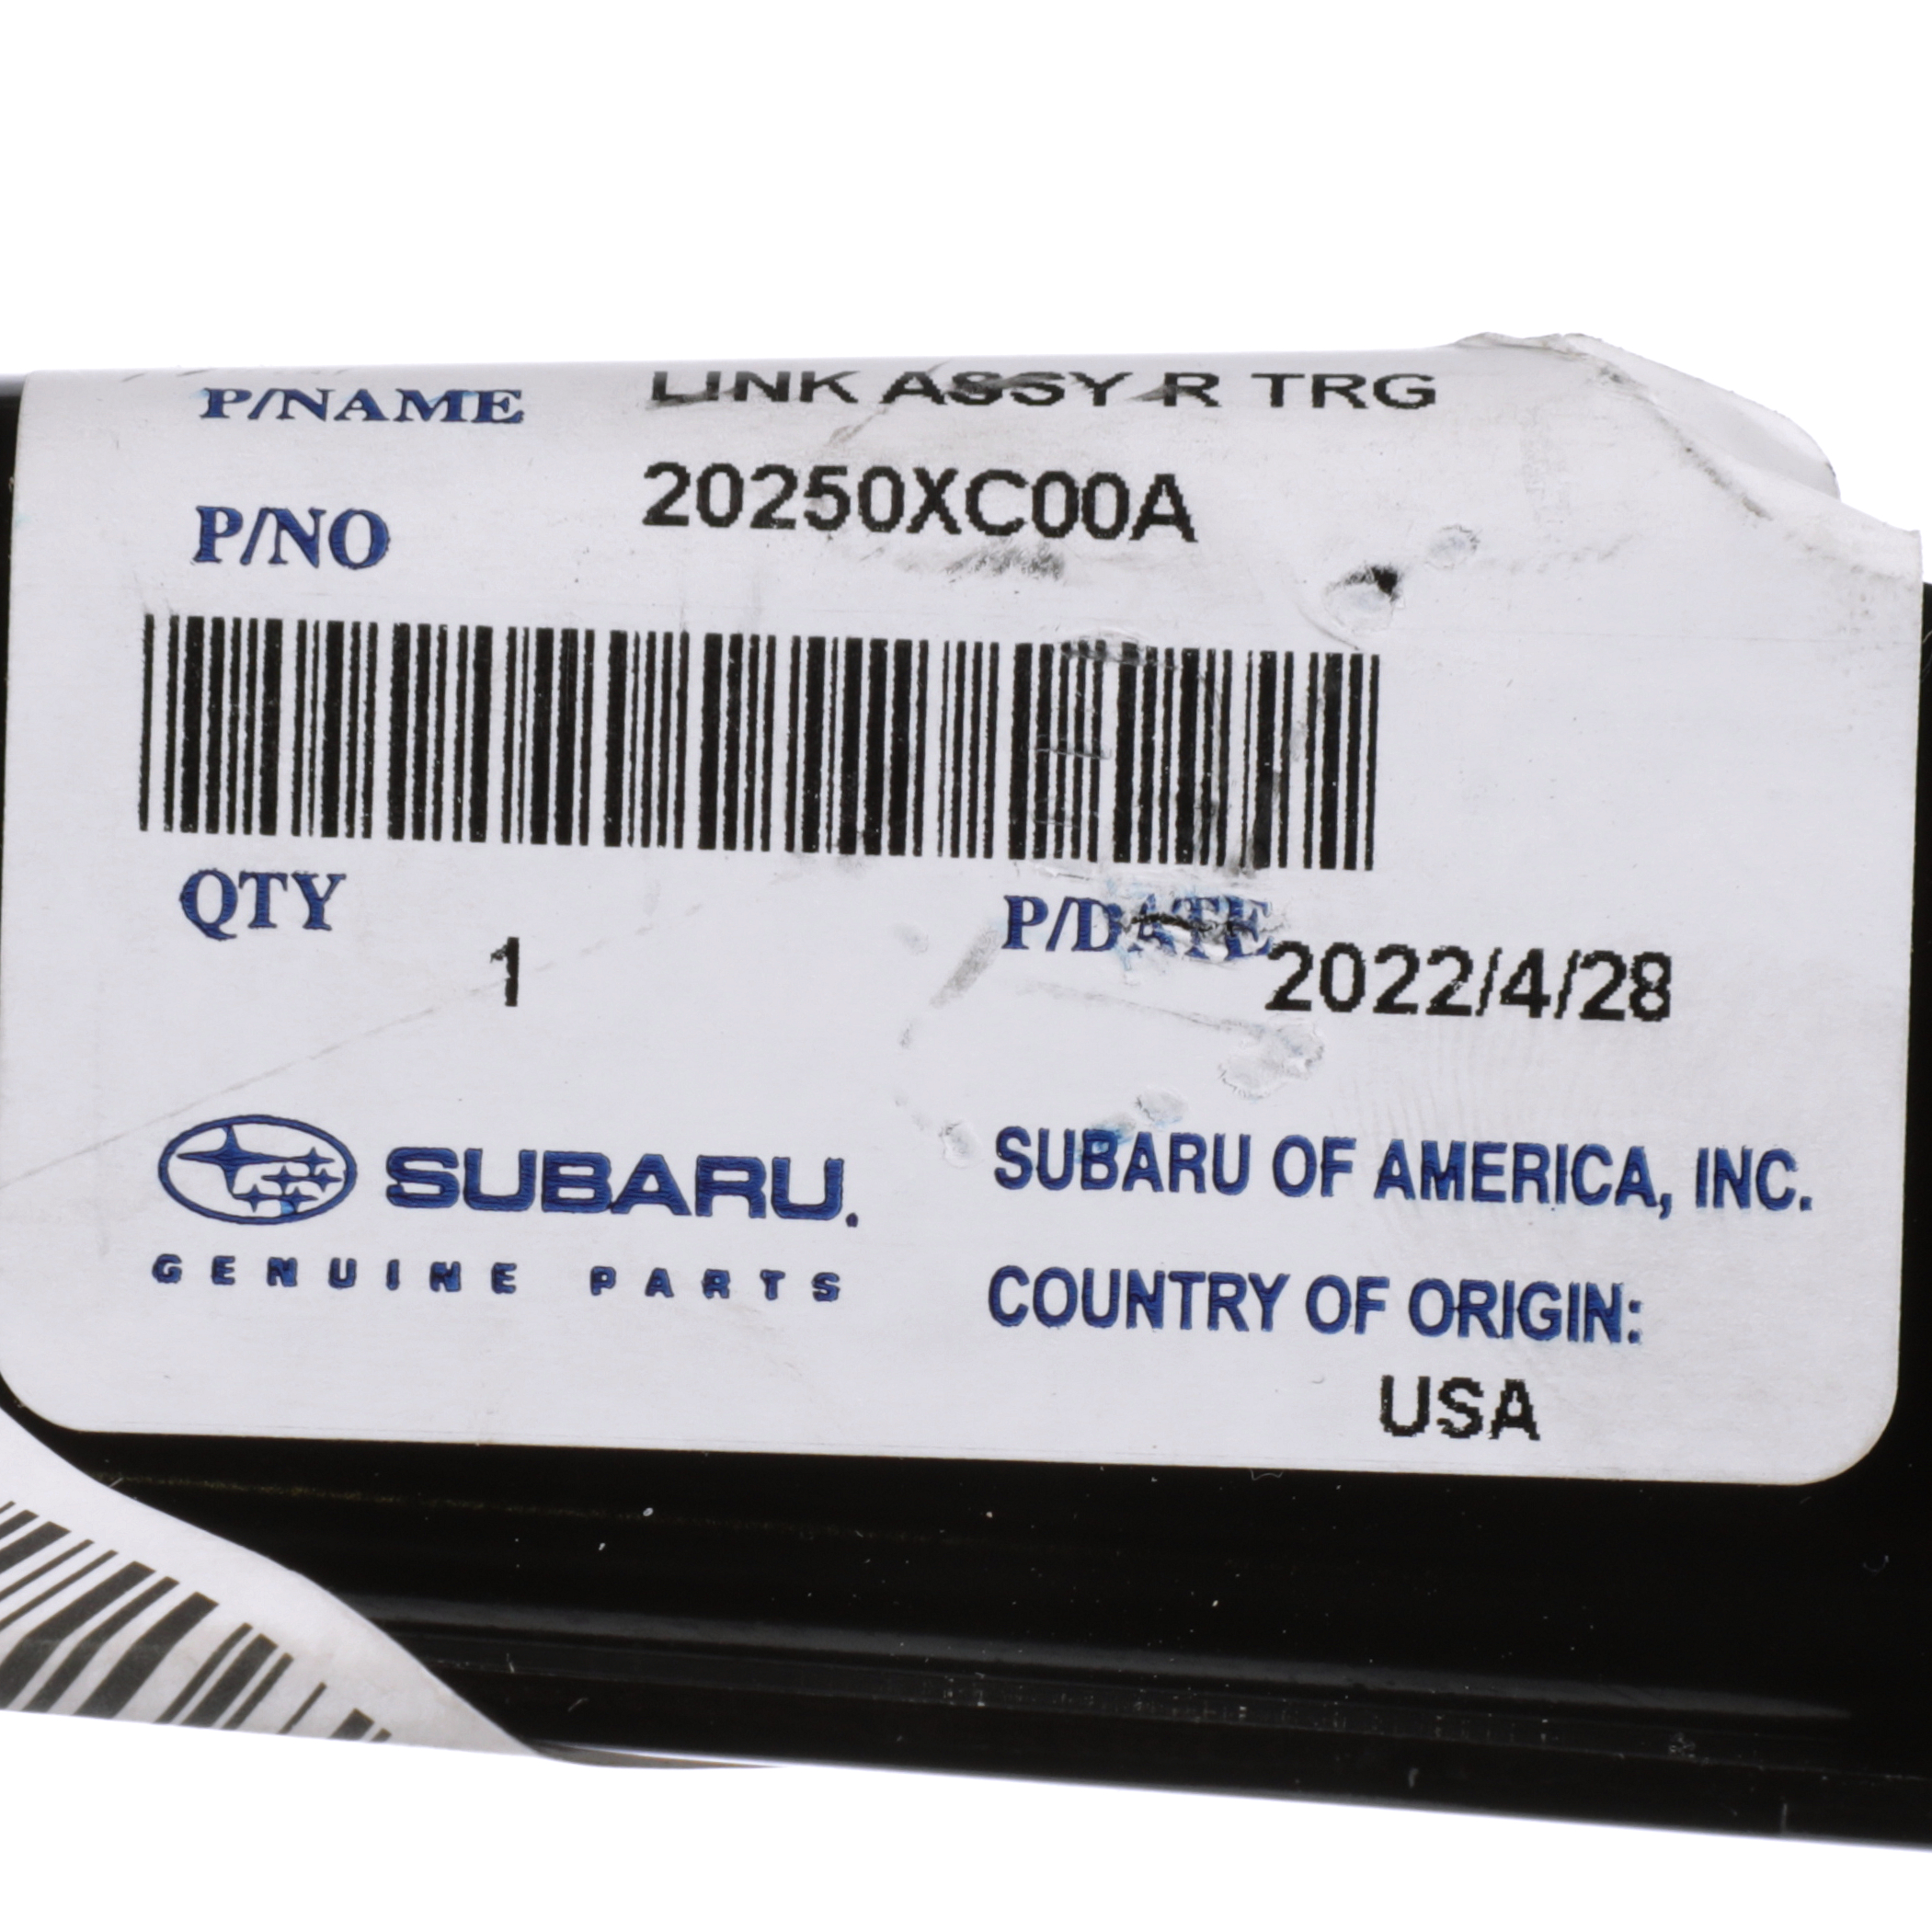 P/NAME LINK ASSY R TRG
P/NO 20250XC00A
QTY 1
P/DATE 2022/4/28
SUBARU.
GENUINE PARTS
SUBARU OF AMERICA, INC.
COUNTRY OF ORIGIN:
USA